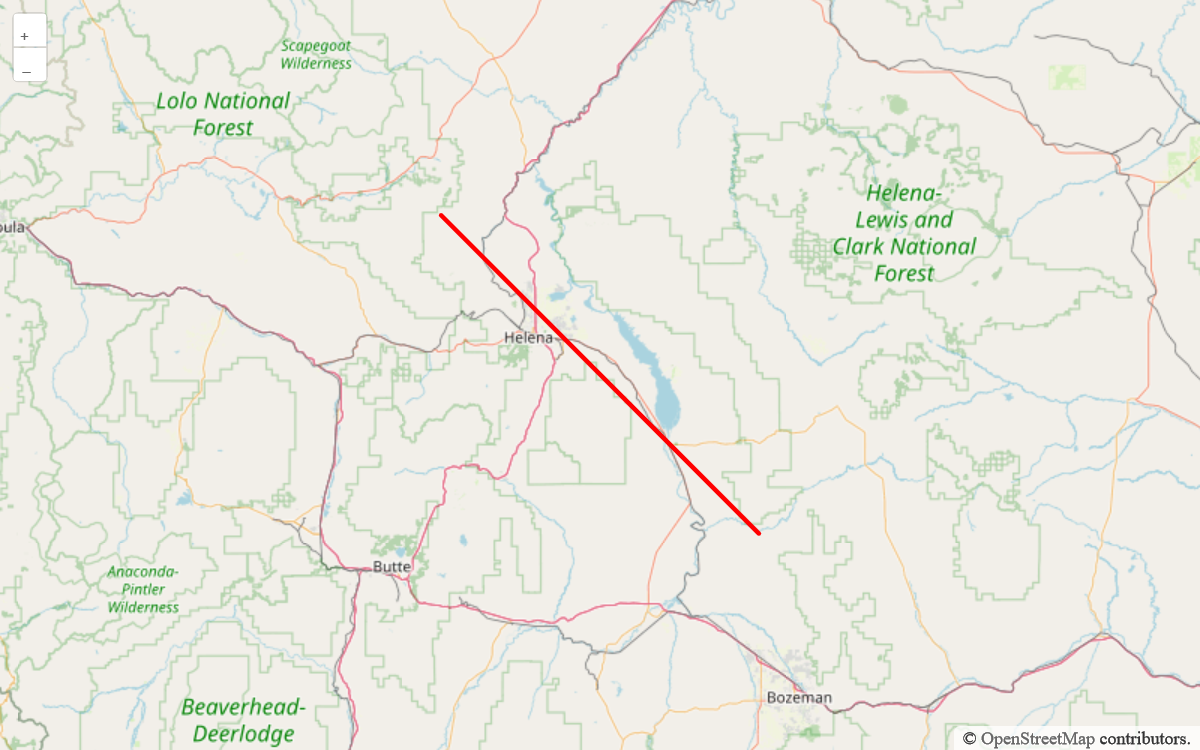 +
–
Scapegoat
Wilderness
Lolo National
Forest
Helena-
Lewis and
Clark National
Forest
oula
Helena
Butte
Anaconda-
Pintler
Wilderness
Beaverhead-
Deerlodge
Bozeman
© OpenStreetMap contributors.